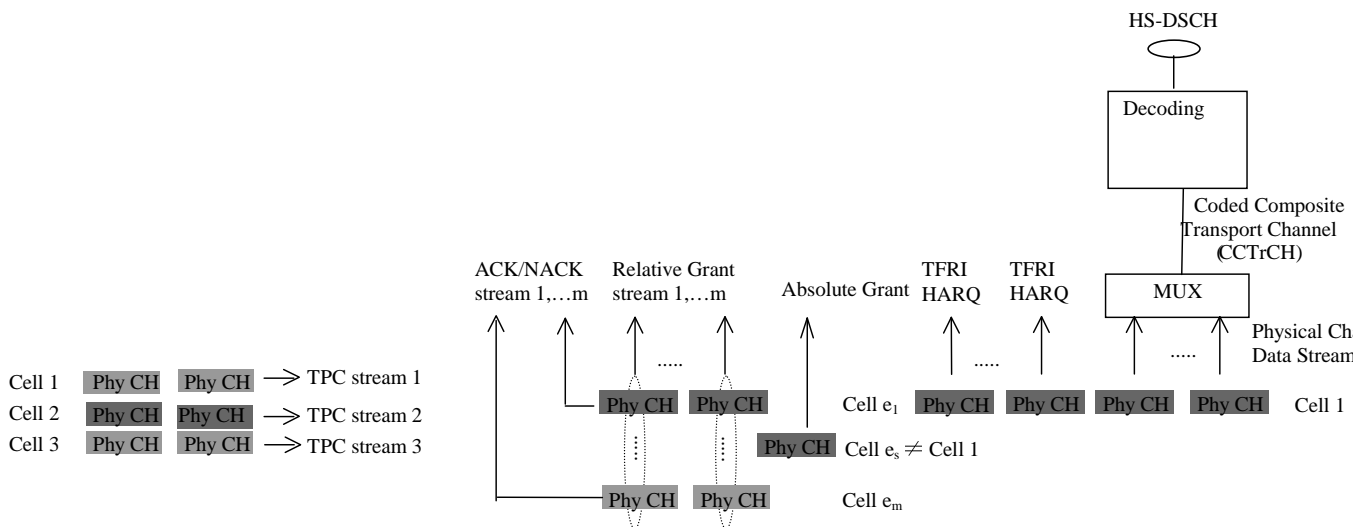 HS-DSCH
Decoding
Coded Composite
Transport Channel
(CCTrCH)
MUX
Physical Cha
Data Stream
ACK/NACK
stream 1,…m
Relative Grant
stream 1,…m
Absolute Grant
TFRI
HARQ
TFRI
HARQ
..... ..... .....
Cell 1 Phy CH Phy CH TPC stream 1
Cell 2 Phy CH Phy CH TPC stream 2
Cell 3 Phy CH Phy CH TPC stream 3
Phy CH Phy CH Cell e1 Phy CH Phy CH Phy CH Phy CH Cell 1
Phy CH Cell es ≠ Cell 1
Phy CH Phy CH Cell em